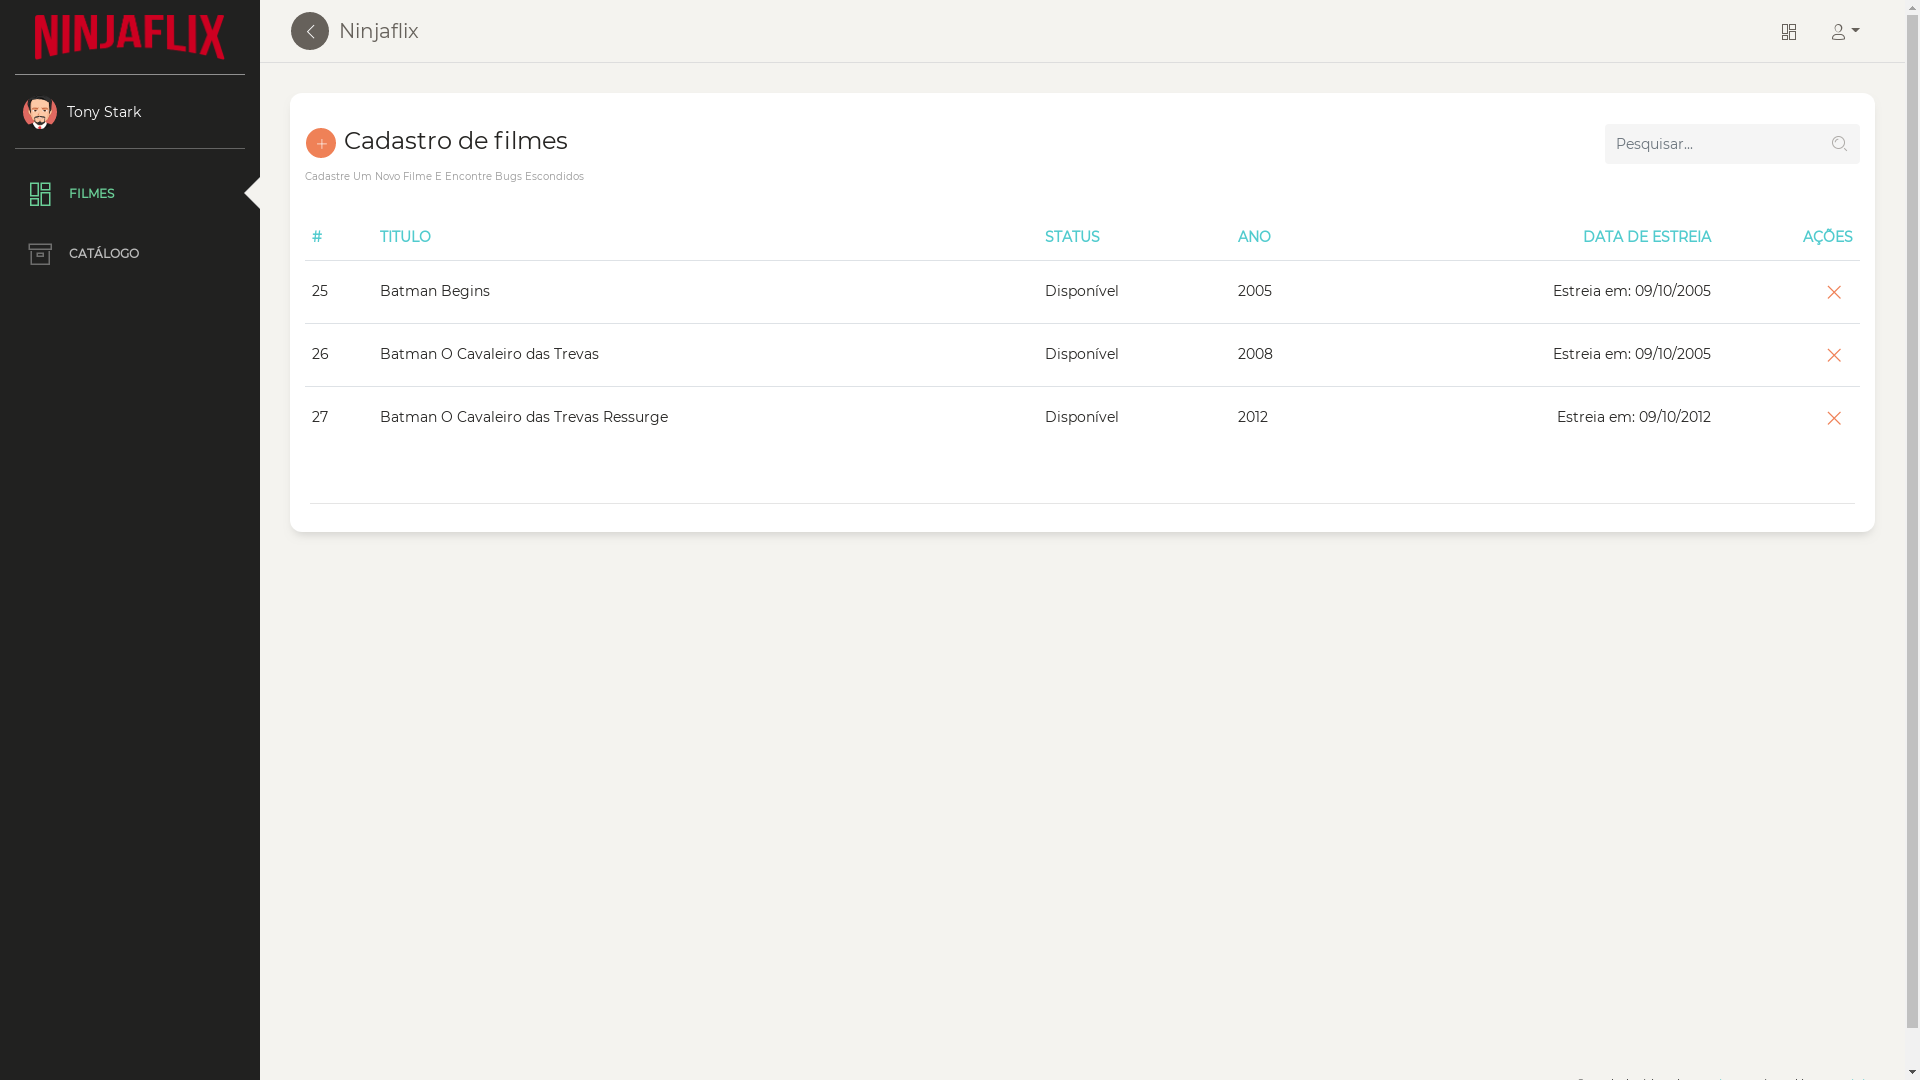 NINJAFLIX
Ninjaflix
Tony Stark
FILMES
CATÁLOGO
Cadastro de filmes
Pesquisar...
Cadastre Um Novo Filme E Encontre Bugs Escondidos
# TITULO STATUS ANO DATA DE ESTREIA AÇÕES
25 Batman Begins Disponível 2005 Estreia em: 09/10/2005
26 Batman O Cavaleiro das Trevas Disponível 2008 Estreia em: 09/10/2005
27 Batman O Cavaleiro das Trevas Ressurge Disponível 2012 Estreia em: 09/10/2012